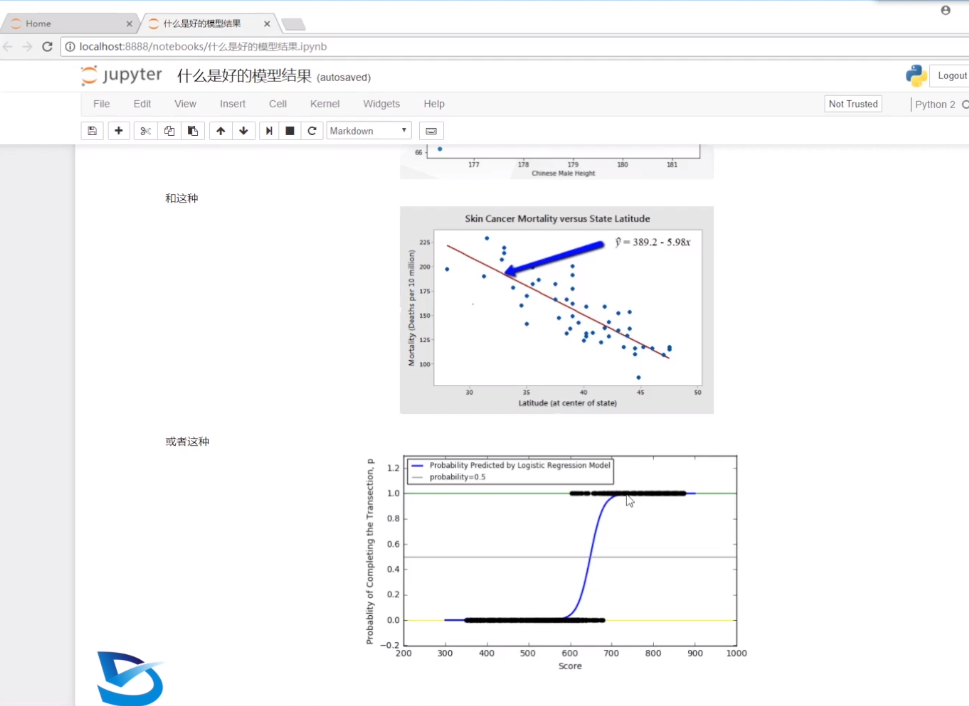 Home
什么是好的模型结果
localhost:8888/notebooks/什么是好的模型结果.ipynb
jupyter 什么是好的模型结果 (autosaved)
Logout
File Edit View Insert Cell Kernel Widgets Help
Not Trusted
Python 2
Markdown
66
177 178 179 180 181
Chinese Male Height
和这种
Skin Cancer Mortality versus State Latitude
ŷ = 389.2 - 5.98x
Mortality (Deaths per 10 million)
225
200
175
150
125
100
30 35 40 45 50
Latitude (at center of state)
或者这种
Probability Predicted by Logistic Regression Model
probability=0.5
Probablity of Completing the Transection, p
1.2
1.0
0.8
0.6
0.4
0.2
0.0
−0.2
200 300 400 500 600 700 800 900 1000
Score